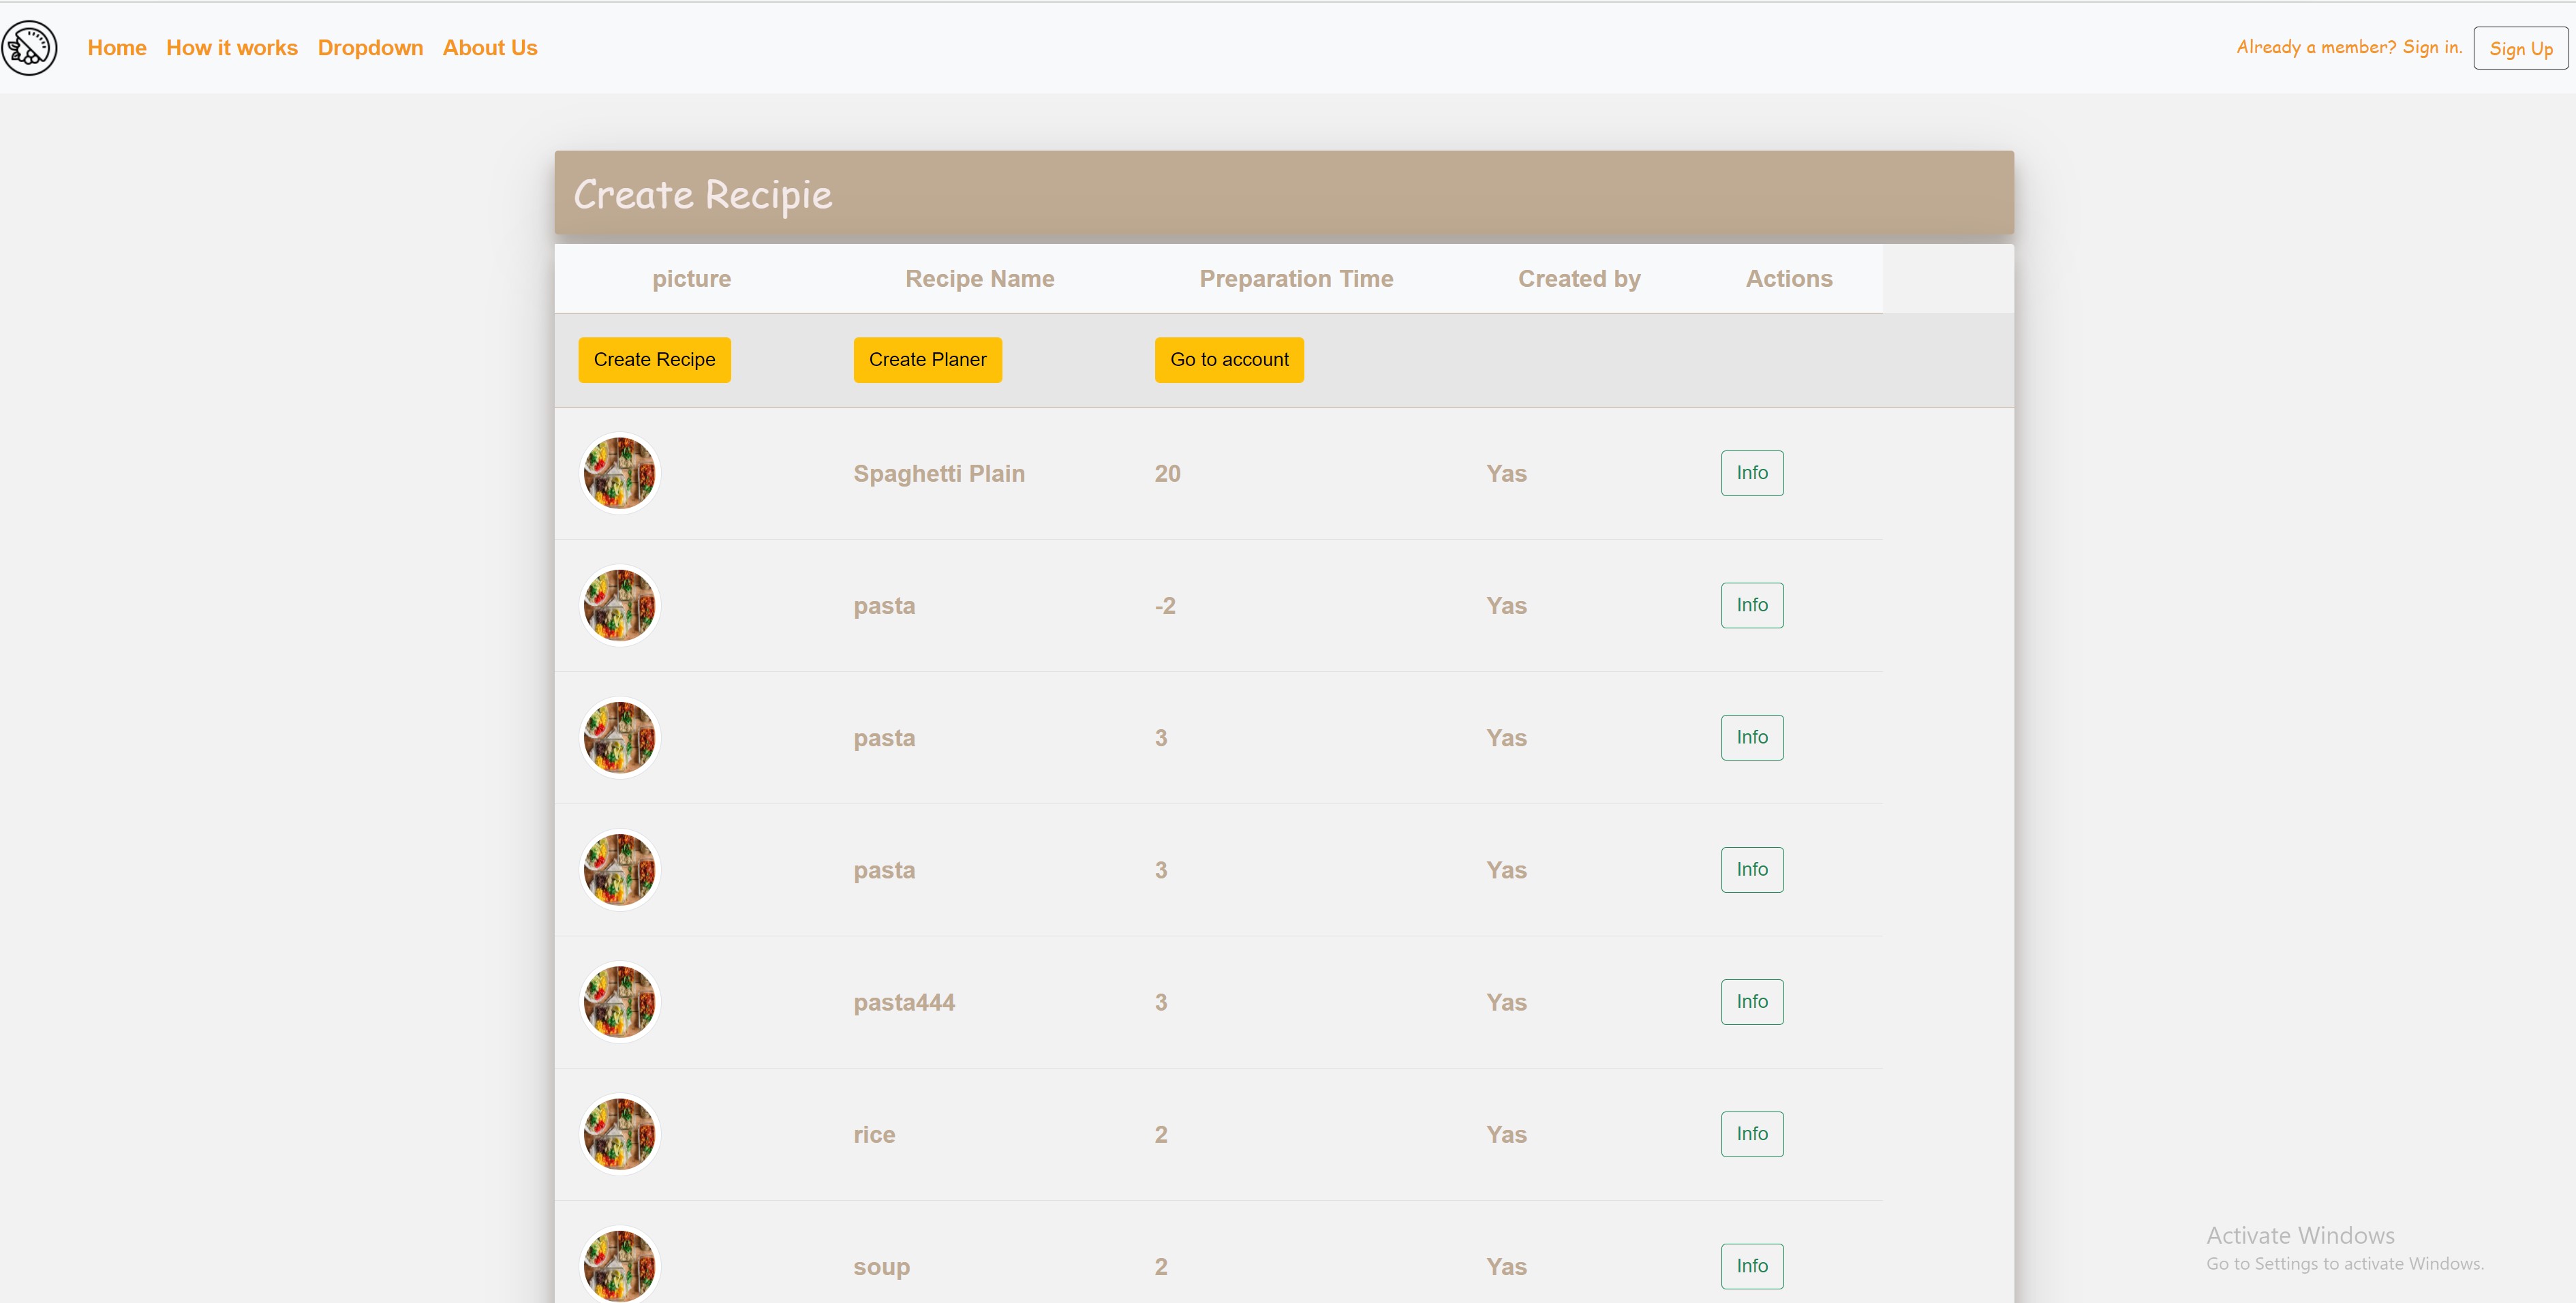 Home How it works Dropdown About Us Already a member? Sign in. Sign Up
Create Recipie
picture Recipe Name Preparation Time Created by Actions
Create Recipe Create Planer Go to account
Spaghetti Plain 20 Yas Info
pasta -2 Yas Info
pasta 3 Yas Info
pasta 3 Yas Info
pasta444 3 Yas Info
rice 2 Yas Info
soup 2 Yas Info
Activate Windows
Go to Settings to activate Windows.